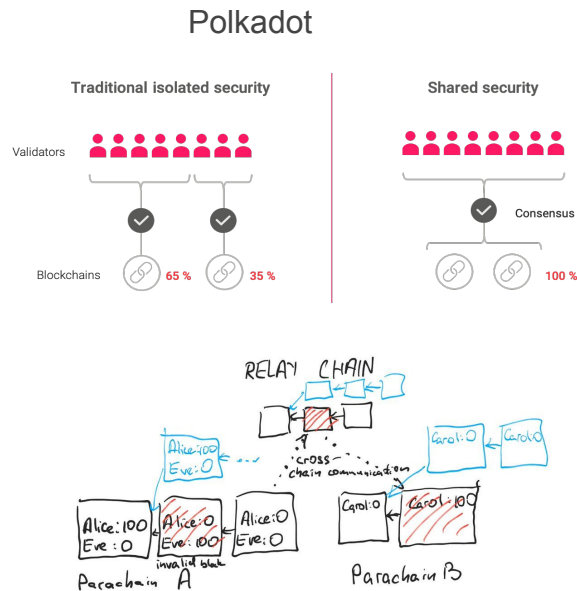 Polkadot
Traditional isolated security
Shared security
Validators
Consensus
Blockchains
65 %
35 %
100 %
RELAY CHAIN
Alice:100
Eve:0
Carol:0
Carol:0
cross-
chain communication
Alice:100
Eve:0
Alice:0
Eve:100
Alice:0
Eve:0
Carol:0
Carol:100
invalid block
Parachain A
Parachain B